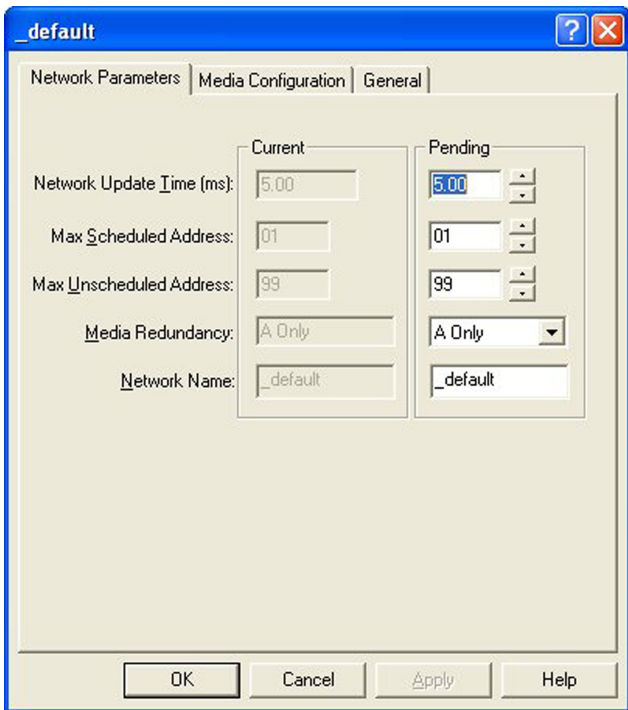 _default
Network Parameters Media Configuration General
Current Pending
Network Update Time (ms): 5.00 5.00
Max Scheduled Address: 01 01
Max Unscheduled Address: 99 99
Media Redundancy: A Only A Only
Network Name: _default _default
OK Cancel Apply Help